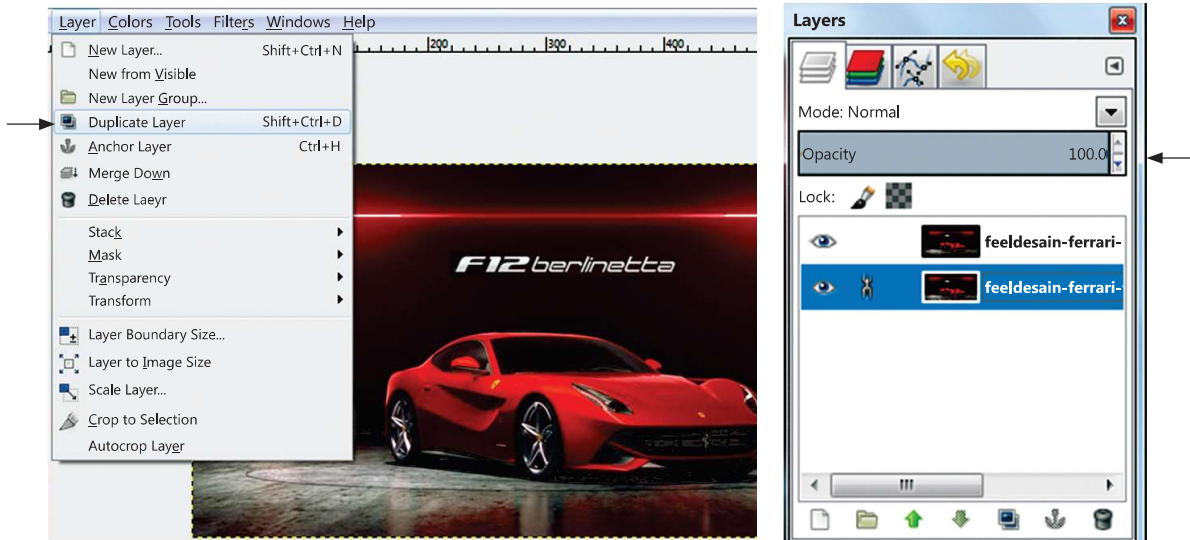 Layer Colors Tools Filters Windows Help
New Layer... Shift+Ctrl+N
New from Visible
New Layer Group...
Duplicate Layer Shift+Ctrl+D
Anchor Layer Ctrl+H
Merge Down
Delete Laeyr
Stack
Mask
Transparency
Transform
Layer Boundary Size...
Layer to Image Size
Scale Layer...
Crop to Selection
Autocrop Layer
200 300 400
F12 berlinetta
Layers
Mode: Normal
Opacity 100.0
Lock:
feeldesain-ferrari-
feeldesain-ferrari-